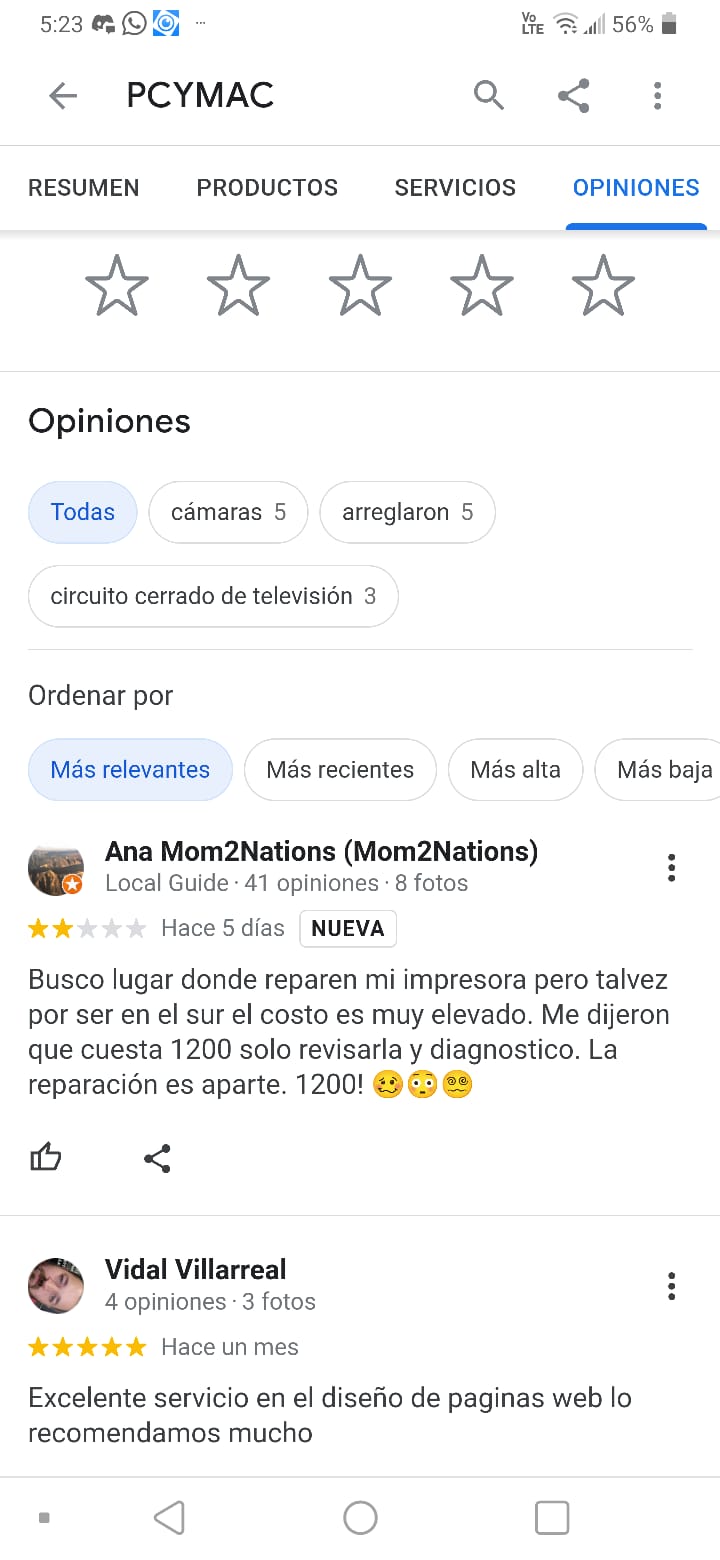 5:23 ... Vo LTE 56%
PCYMAC
RESUMEN PRODUCTOS SERVICIOS OPINIONES
Opiniones
Todas cámaras 5 arreglaron 5
circuito cerrado de televisión 3
Ordenar por
Más relevantes Más recientes Más alta Más baja
Ana Mom2Nations (Mom2Nations)
Local Guide · 41 opiniones · 8 fotos
Hace 5 días NUEVA
Busco lugar donde reparen mi impresora pero talvez
por ser en el sur el costo es muy elevado. Me dijeron
que cuesta 1200 solo revisarla y diagnostico. La
reparación es aparte. 1200! 🥴😳😵‍💫
Vidal Villarreal
4 opiniones · 3 fotos
Hace un mes
Excelente servicio en el diseño de paginas web lo
recomendamos mucho